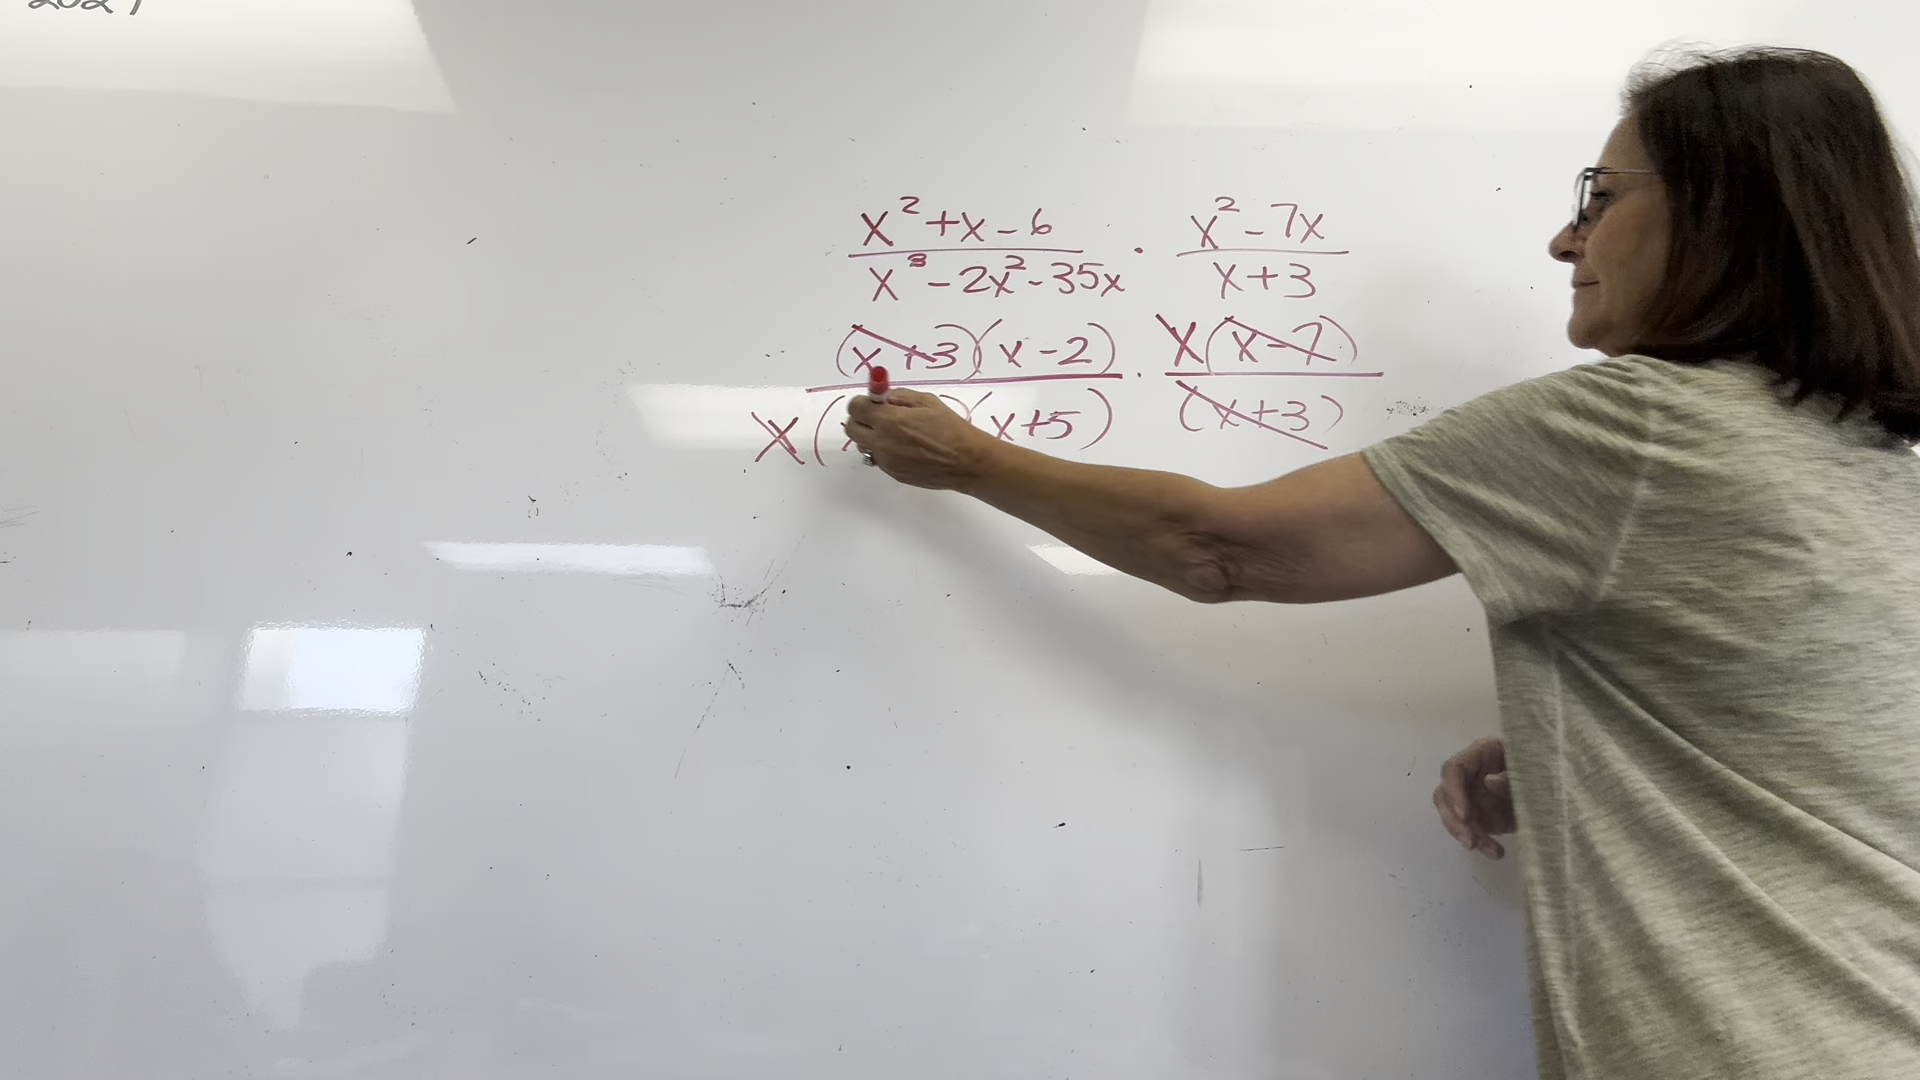 x² + x - 6 / x³ - 2x² - 35x · x² - 7x / x + 3
(x + 3)(x - 2) / x( )(x + 5) · x(x - 7) / (x + 3)